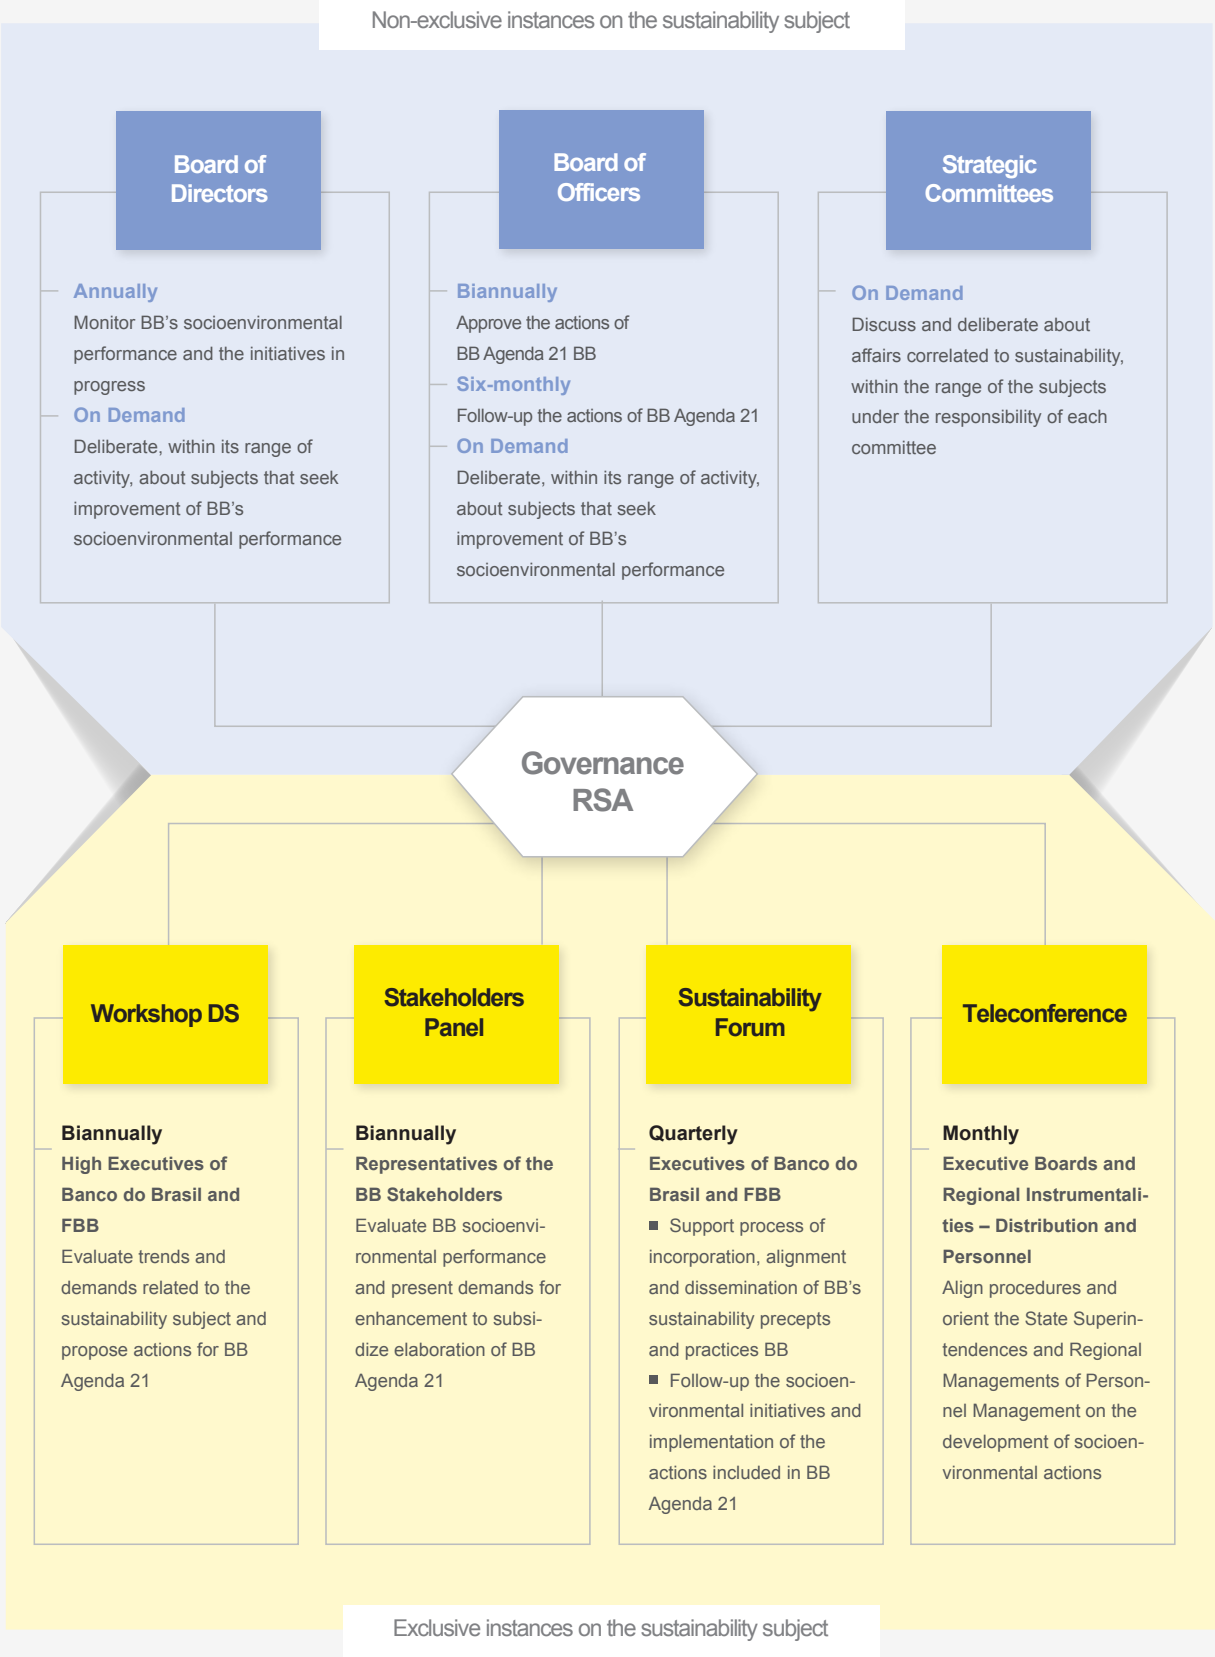 Non-exclusive instances on the sustainability subject
Board of
Directors
Annually
Monitor BB's socioenvironmental
performance and the initiatives in
progress
On Demand
Deliberate, within its range of
activity, about subjects that seek
improvement of BB's
socioenvironmental performance
Board of
Officers
Biannually
Approve the actions of
BB Agenda 21 BB
Six-monthly
Follow-up the actions of BB Agenda 21
On Demand
Deliberate, within its range of activity,
about subjects that seek
improvement of BB's
socioenvironmental performance
Strategic
Committees
On Demand
Discuss and deliberate about
affairs correlated to sustainability,
within the range of the subjects
under the responsibility of each
committee
Governance
RSA
Workshop DS
Biannually
High Executives of
Banco do Brasil and
FBB
Evaluate trends and
demands related to the
sustainability subject and
propose actions for BB
Agenda 21
Stakeholders
Panel
Biannually
Representatives of the
BB Stakeholders
Evaluate BB socioenvi-
ronmental performance
and present demands for
enhancement to subsi-
dize elaboration of BB
Agenda 21
Sustainability
Forum
Quarterly
Executives of Banco do
Brasil and FBB
■ Support process of
incorporation, alignment
and dissemination of BB's
sustainability precepts
and practices BB
■ Follow-up the socioen-
vironmental initiatives and
implementation of the
actions included in BB
Agenda 21
Teleconference
Monthly
Executive Boards and
Regional Instrumentali-
ties – Distribution and
Personnel
Align procedures and
orient the State Superin-
tendences and Regional
Managements of Person-
nel Management on the
development of socioen-
vironmental actions
Exclusive instances on the sustainability subject